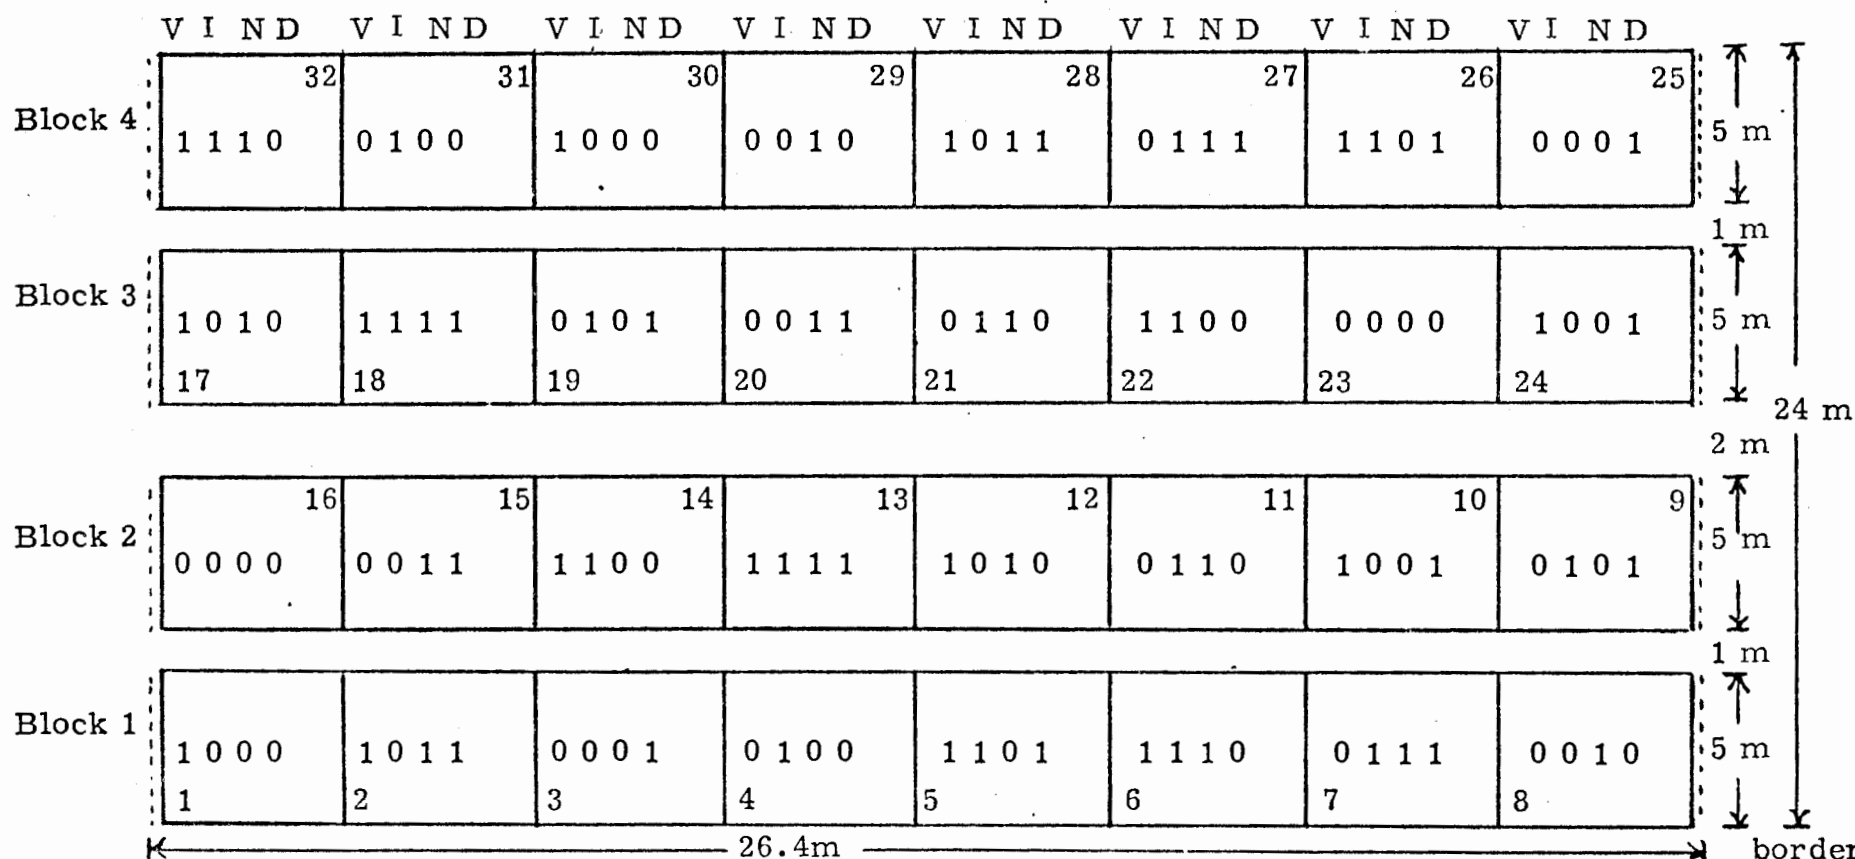 V I N D V I N D V I N D V I N D V I N D V I N D V I N D V I N D
32 31 30 29 28 27 26 25
Block 4 1 1 1 0 0 1 0 0 1 0 0 0 0 0 1 0 1 0 1 1 0 1 1 1 1 1 0 1 0 0 0 1 5 m
1 m
Block 3 1 0 1 0 1 1 1 1 0 1 0 1 0 0 1 1 0 1 1 0 1 1 0 0 0 0 0 0 1 0 0 1 5 m
17 18 19 20 21 22 23 24
24 m
2 m
16 15 14 13 12 11 10 9
Block 2 0 0 0 0 0 0 1 1 1 1 0 0 1 1 1 1 1 0 1 0 0 1 1 0 1 0 0 1 0 1 0 1 5 m
1 m
Block 1 1 0 0 0 1 0 1 1 0 0 0 1 0 1 0 0 1 1 0 1 1 1 1 0 0 1 1 1 0 0 1 0 5 m
1 2 3 4 5 6 7 8
26.4m border